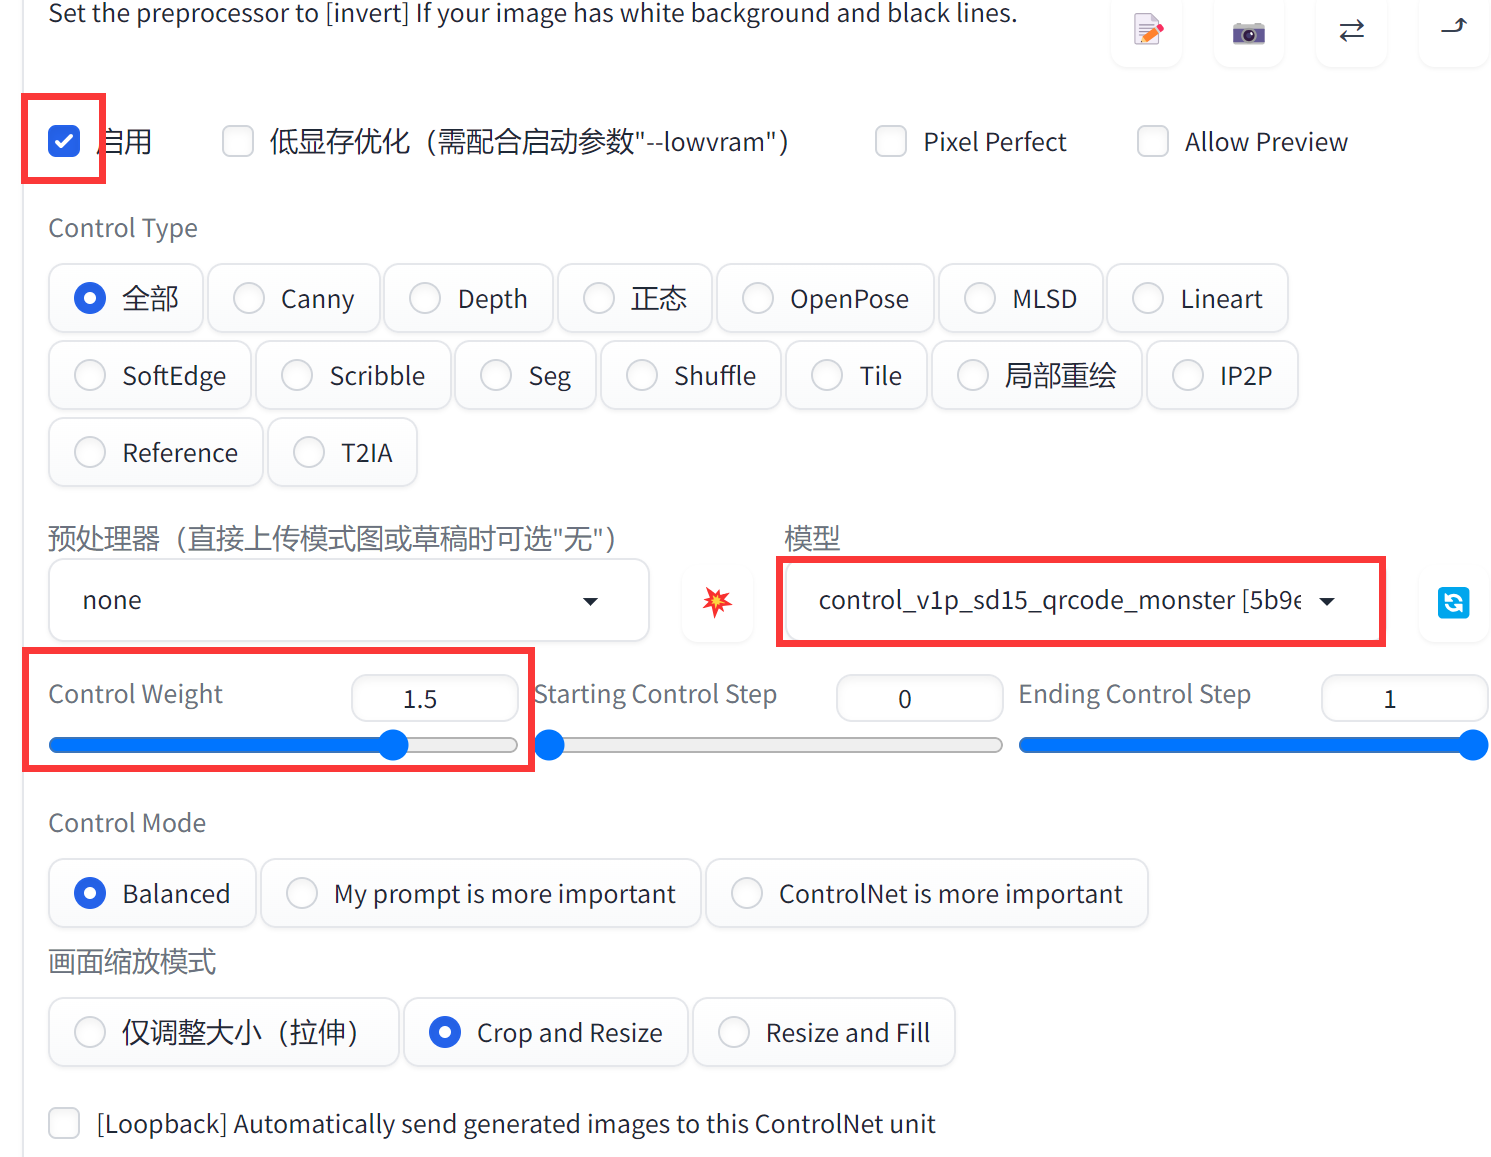 Set the preprocessor to [invert] If your image has white background and black lines.
启用 低显存优化（需配合启动参数"--lowvram"） Pixel Perfect Allow Preview
Control Type
全部 Canny Depth 正态 OpenPose MLSD Lineart
SoftEdge Scribble Seg Shuffle Tile 局部重绘 IP2P
Reference T2IA
预处理器（直接上传模式图或草稿时可选"无"） 模型
none control_v1p_sd15_qrcode_monster [5b9e
Control Weight 1.5 Starting Control Step 0 Ending Control Step 1
Control Mode
Balanced My prompt is more important ControlNet is more important
画面缩放模式
仅调整大小（拉伸） Crop and Resize Resize and Fill
[Loopback] Automatically send generated images to this ControlNet unit